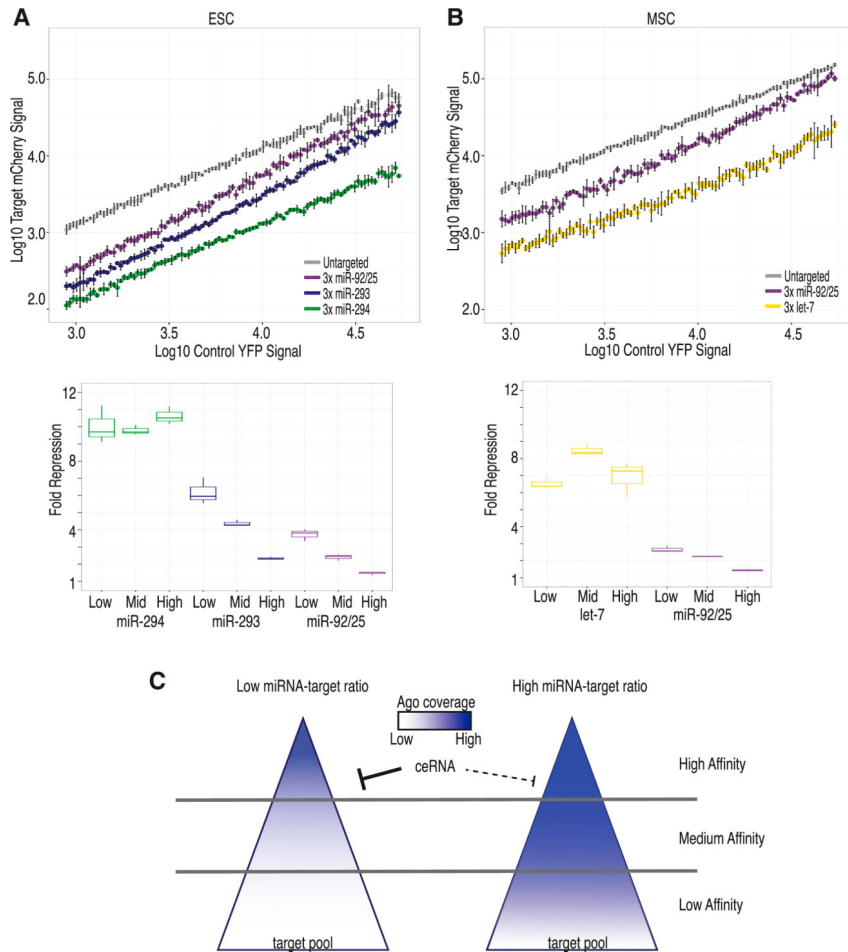 A
ESC
Log10 Target mCherry Signal
5.0
4.0
3.0
2.0
Untargeted
3x miR-92/25
3x miR-293
3x miR-294
3.0 3.5 4.0 4.5
Log10 Control YFP Signal
Fold Repression
12
8
4
1
Low Mid High Low Mid High Low Mid High
miR-294 miR-293 miR-92/25
B
MSC
Log10 Target mCherry Signal
5.0
4.0
3.0
2.0
Untargeted
3x miR-92/25
3x let-7
3.0 3.5 4.0 4.5
Log10 Control YFP Signal
Fold Repression
12
8
4
1
Low Mid High Low Mid High
let-7 miR-92/25
C
Low miRNA-target ratio High miRNA-target ratio
Ago coverage
Low High
ceRNA
High Affinity
Medium Affinity
Low Affinity
target pool target pool